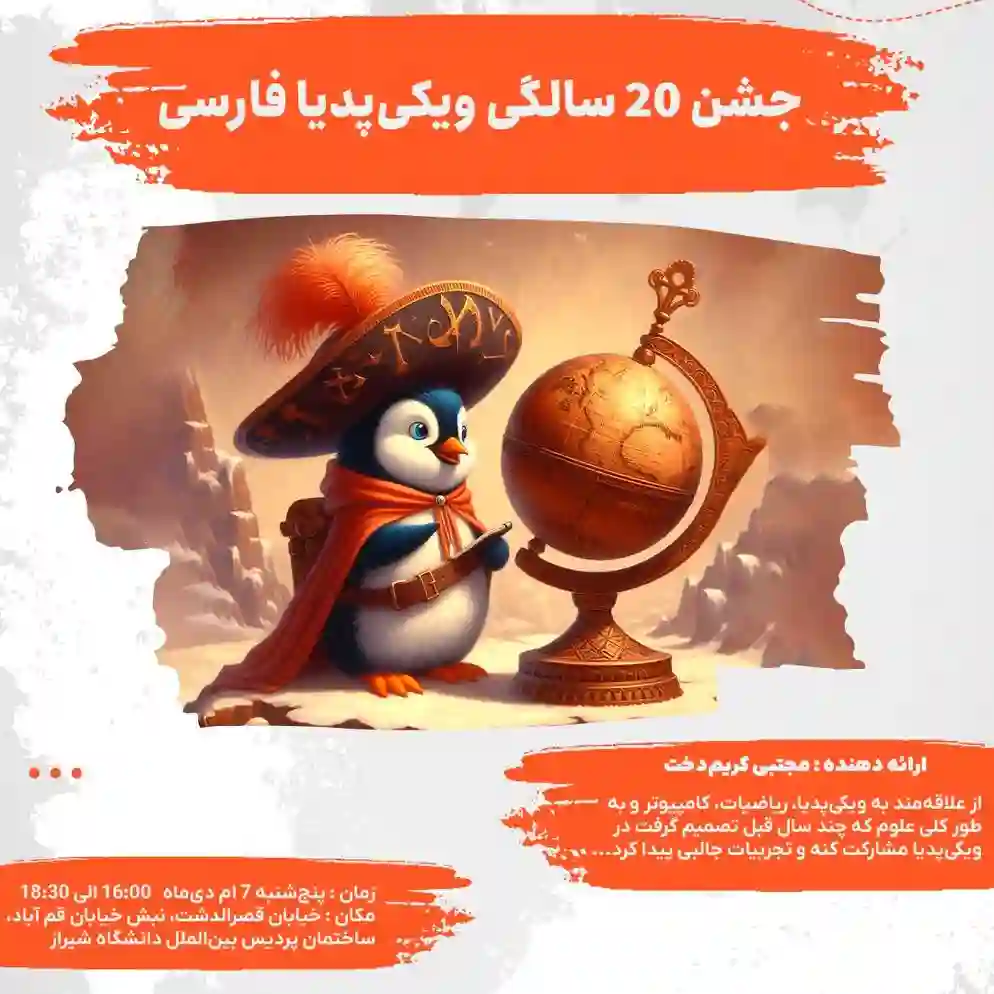 جشن 20 سالگی ویکی‌پدیا فارسی
ارائه دهنده : مجتبی کریم‌دخت
از علاقه‌مند به ویکی‌پدیا، ریاضیات، کامپیوتر و به
طور کلی علوم که چند سال قبل تصمیم گرفت در
ویکی‌پدیا مشارکت کنه و تجربیات جالبی پیدا کرد...
زمان : پنج‌شنبه 7 ام دی‌ماه 16:00 الی 18:30
مکان : خیابان قصرالدشت، نبش خیابان قم آباد،
ساختمان پردیس بین‌الملل دانشگاه شیراز